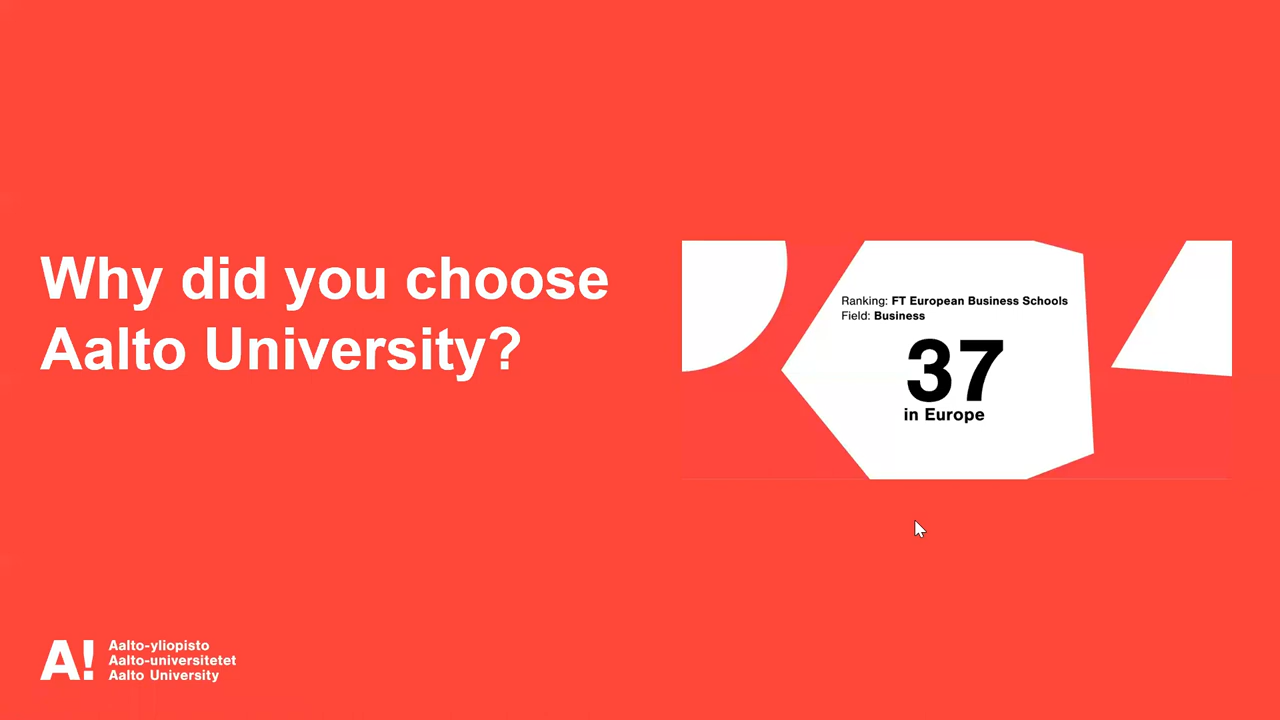 Why did you choose
Aalto University?
Ranking: FT European Business Schools
Field: Business
37
in Europe
A!
Aalto-yliopisto
Aalto-universitetet
Aalto University